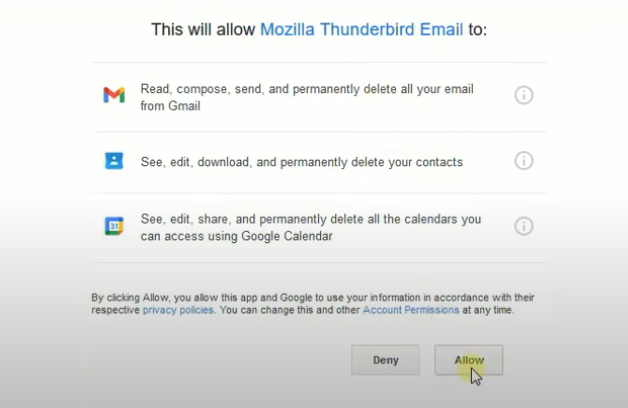 This will allow Mozilla Thunderbird Email to:
Read, compose, send, and permanently delete all your email
from Gmail
See, edit, download, and permanently delete your contacts
See, edit, share, and permanently delete all the calendars you
can access using Google Calendar
31
By clicking Allow, you allow this app and Google to use your information in accordance with their
respective privacy policies. You can change this and other Account Permissions at any time.
Deny Allow